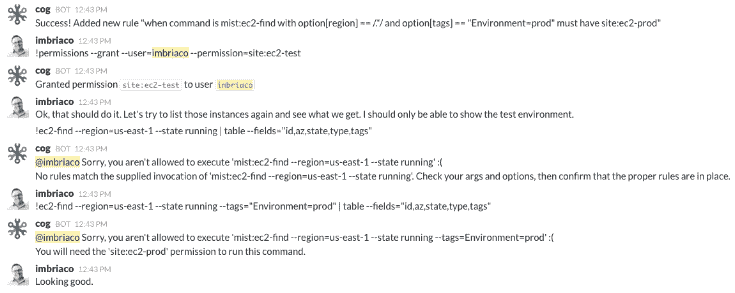 cog BOT 12:43 PM
Success! Added new rule "when command is mist:ec2-find with option[region] == /.*/ and option[tags] == "Environment=prod" must have site:ec2-prod"
imbriaco 12:43 PM
!permissions --grant --user=imbriaco --permission=site:ec2-test
cog BOT 12:43 PM
Granted permission site:ec2-test to user imbriaco
imbriaco 12:43 PM
Ok, that should do it. Let's try to list those instances again and see what we get. I should only be able to show the test environment.
!ec2-find --region=us-east-1 --state running | table --fields="id,az,state,type,tags"
cog BOT 12:43 PM
@imbriaco Sorry, you aren't allowed to execute 'mist:ec2-find --region=us-east-1 --state running' :(
No rules match the supplied invocation of 'mist:ec2-find --region=us-east-1 --state running'. Check your args and options, then confirm that the proper rules are in place.
imbriaco 12:43 PM
!ec2-find --region=us-east-1 --state running --tags="Environment=prod" | table --fields="id,az,state,type,tags"
cog BOT 12:43 PM
@imbriaco Sorry, you aren't allowed to execute 'mist:ec2-find --region=us-east-1 --state running --tags=Environment=prod' :(
You will need the 'site:ec2-prod' permission to run this command.
imbriaco 12:43 PM
Looking good.